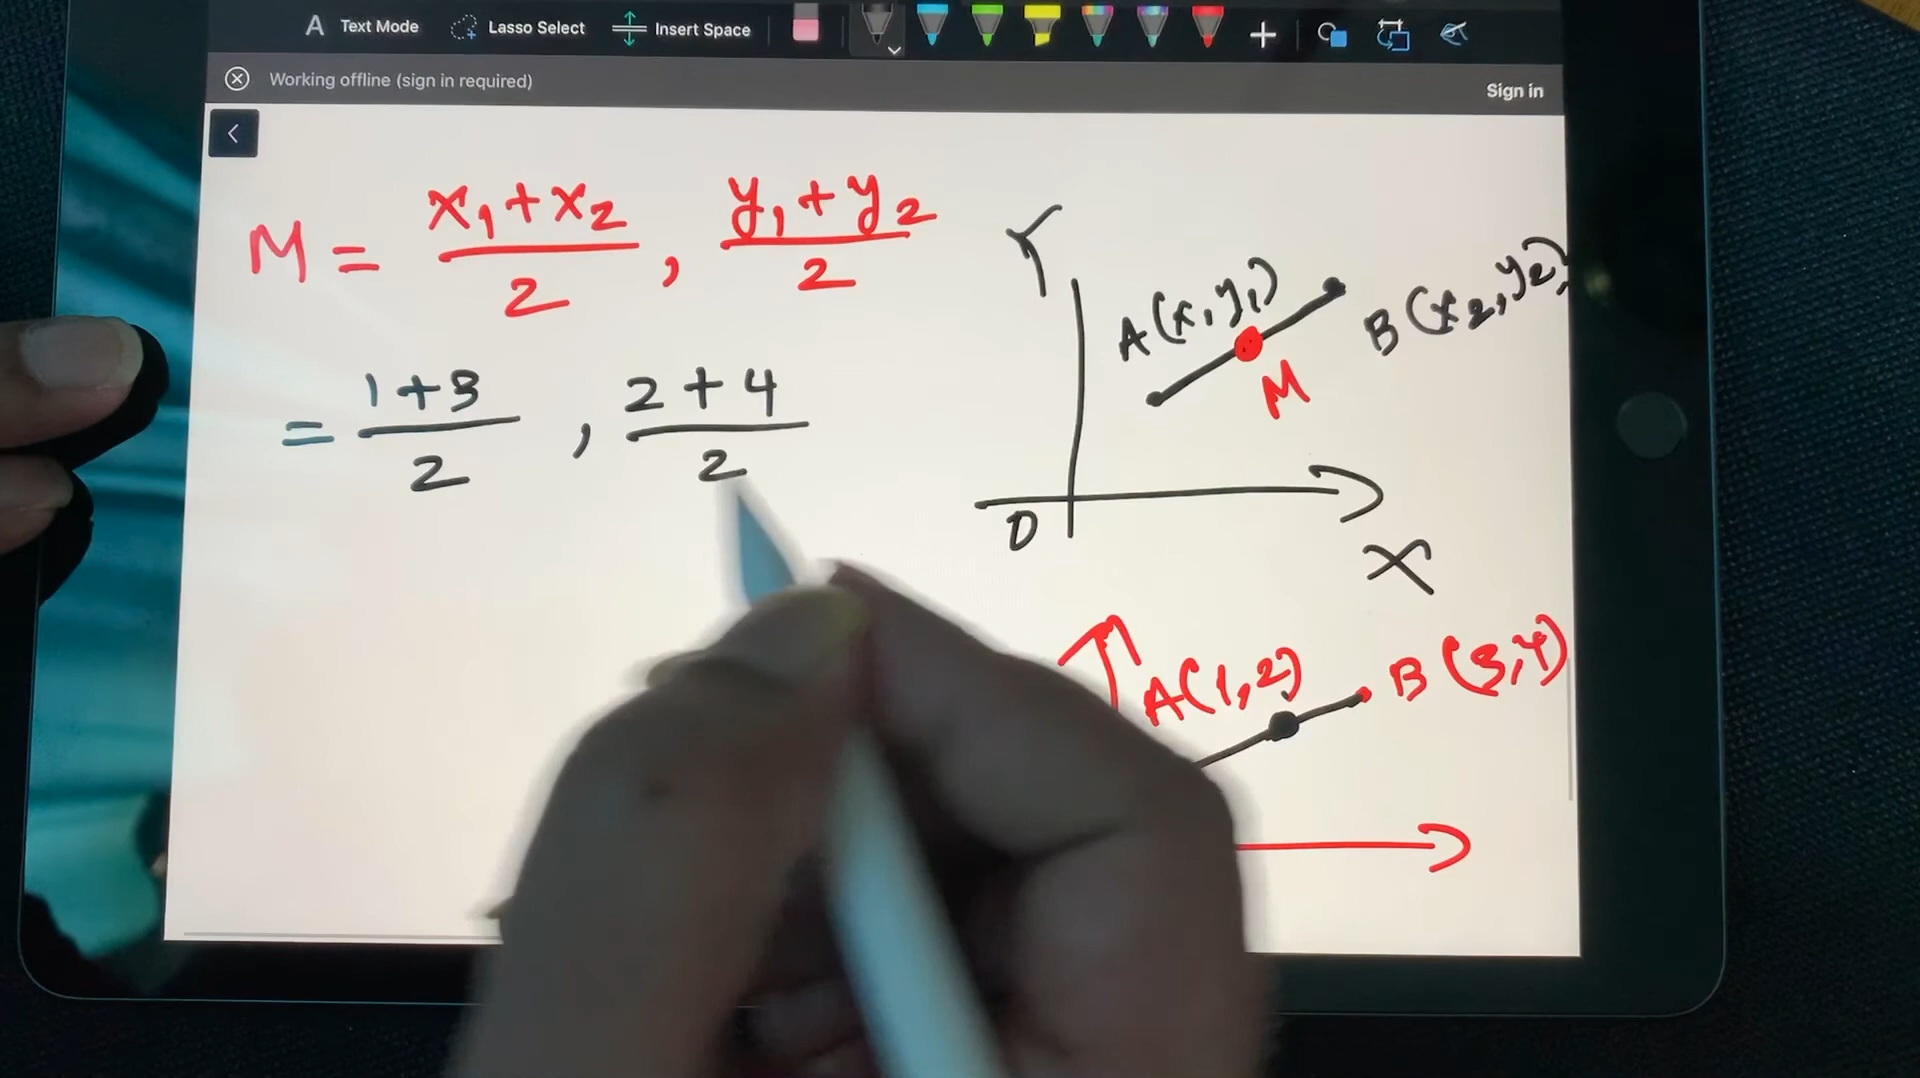 Text Mode Lasso Select Insert Space
Working offline (sign in required) Sign in
M = x₁+x₂/2 , y₁+y₂/2
= 1+3/2 , 2+4/2
Y
A(x₁,y₁)
B(x₂,y₂)
M
O
X
A(1,2)
B(3,4)